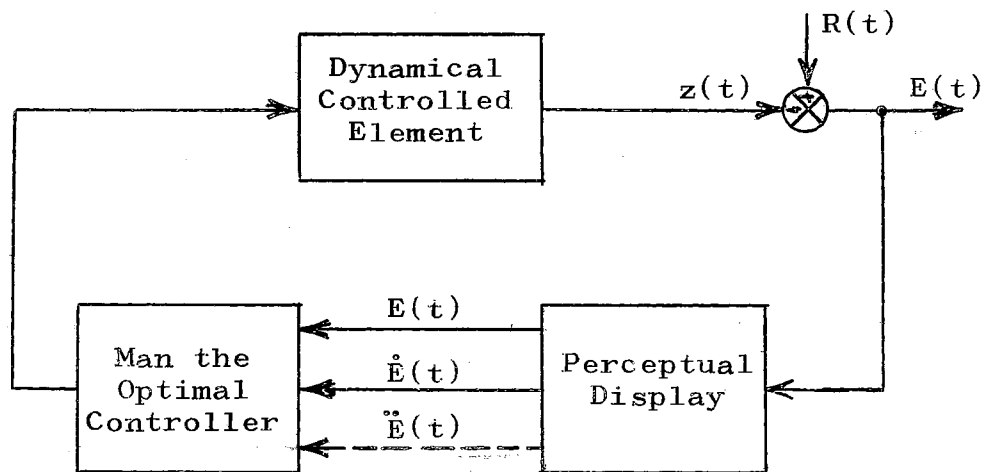 R(t)
Dynamical
Controlled
Element
z(t)
E(t)
+
-
E(t)
Man the
Optimal
Controller
Ė(t)
Perceptual
Display
Ë(t)